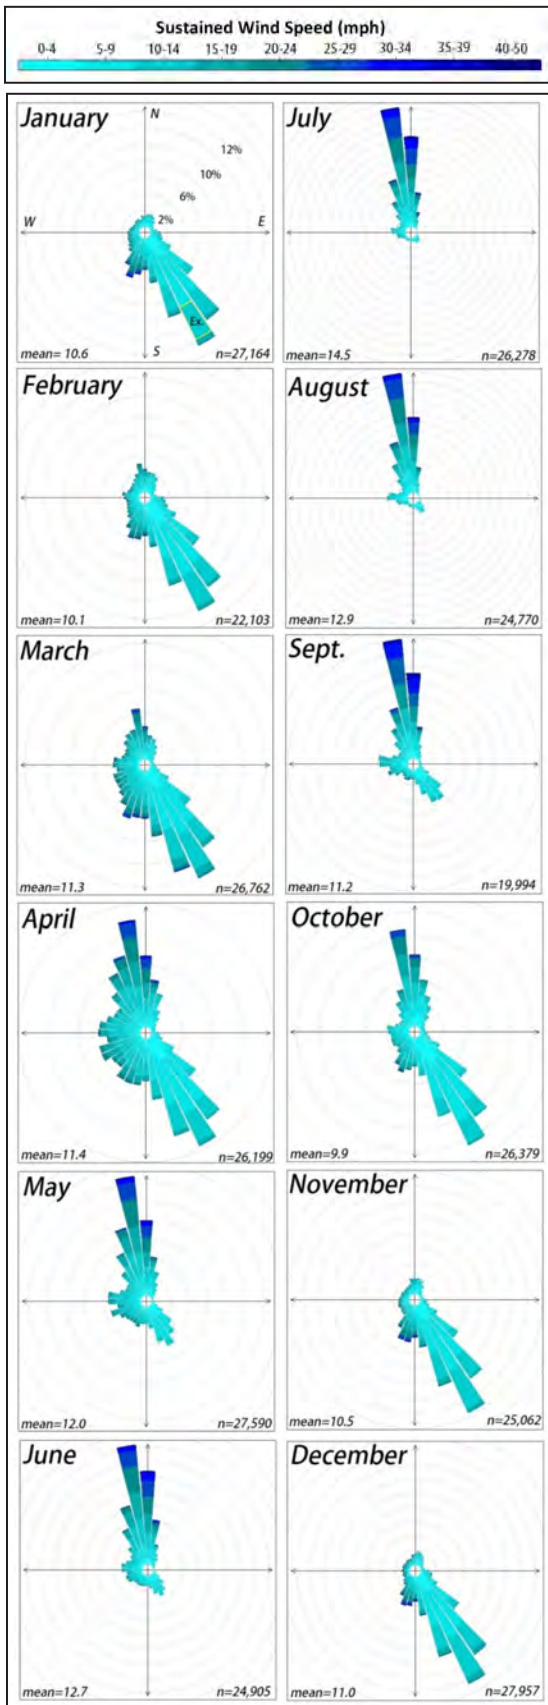 Sustained Wind Speed (mph)
0-4 5-9 10-14 15-19 20-24 25-29 30-34 35-39 40-50
January
N
12%
10%
6%
2%
W
E
Ex.
S
mean= 10.6
n=27,164
July
mean=14.5
n=26,278
February
mean=10.1
n=22,103
August
mean=12.9
n=24,770
March
mean=11.3
n=26,762
Sept.
mean=11.2
n=19,994
April
mean=11.4
n=26,199
October
mean=9.9
n=26,379
May
mean=12.0
n=27,590
November
mean=10.5
n=25,062
June
mean=12.7
n=24,905
December
mean=11.0
n=27,957